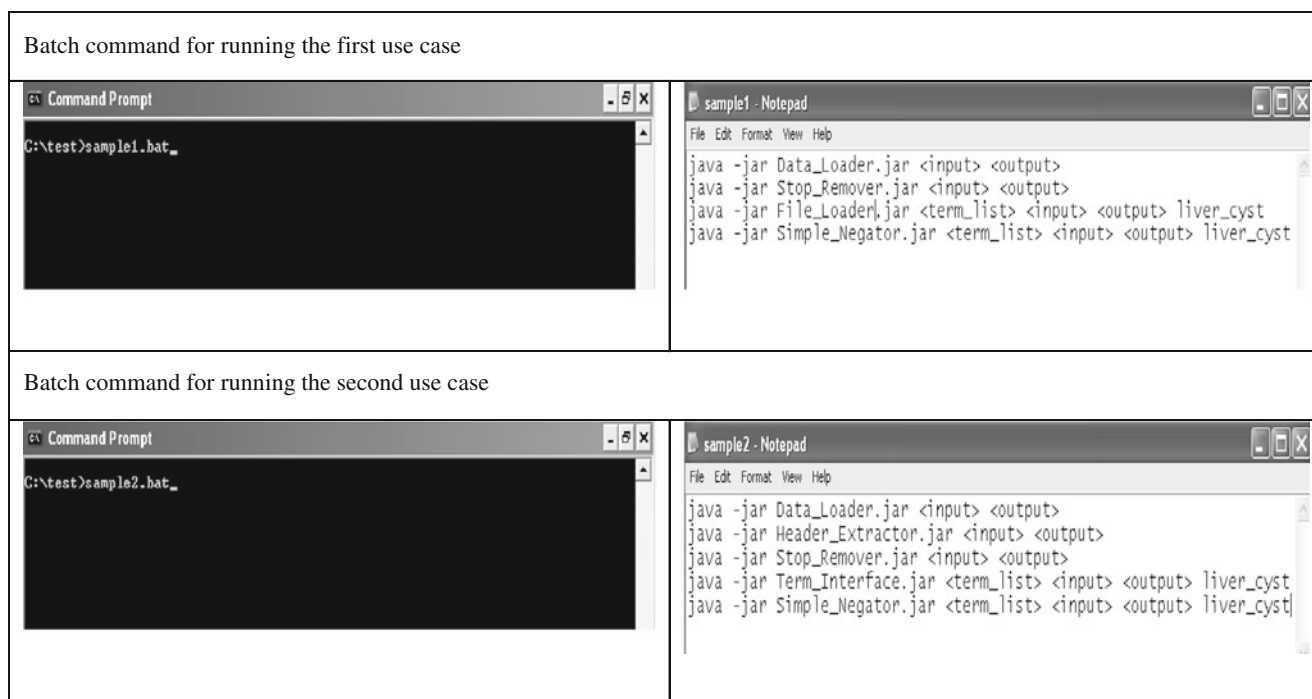 Batch command for running the first use case
Command Prompt
C:\test>sample1.bat_
sample1 - Notepad
File Edit Format View Help
java -jar Data_Loader.jar <input> <output>
java -jar Stop_Remover.jar <input> <output>
java -jar File_Loader.jar <term_list> <input> <output> liver_cyst
java -jar Simple_Negator.jar <term_list> <input> <output> liver_cyst
Batch command for running the second use case
Command Prompt
C:\test>sample2.bat_
sample2 - Notepad
File Edit Format View Help
java -jar Data_Loader.jar <input> <output>
java -jar Header_Extractor.jar <input> <output>
java -jar Stop_Remover.jar <input> <output>
java -jar Term_Interface.jar <term_list> <input> <output> liver_cyst
java -jar Simple_Negator.jar <term_list> <input> <output> liver_cyst